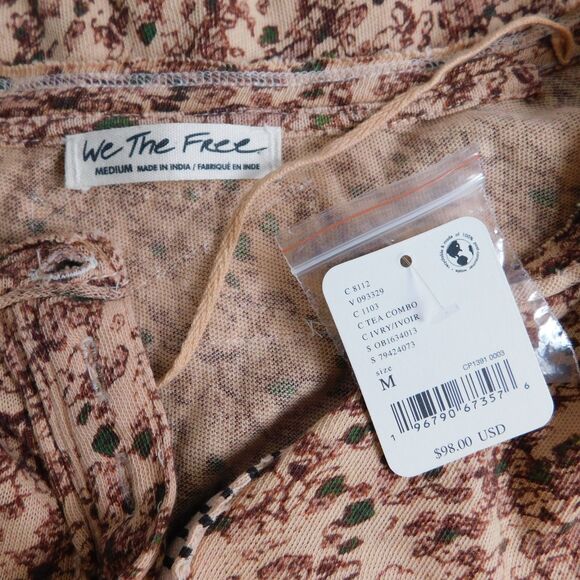 We The Free
MEDIUM MADE IN INDIA / FABRIQUÉ EN INDE
C 8112
V 093329
C 1103
C TEA COMBO
C IVRY/IVOIR
S OB1634013
S 79424073
size
M
CP1391 0003
1 96790 67357 6
$98.00 USD